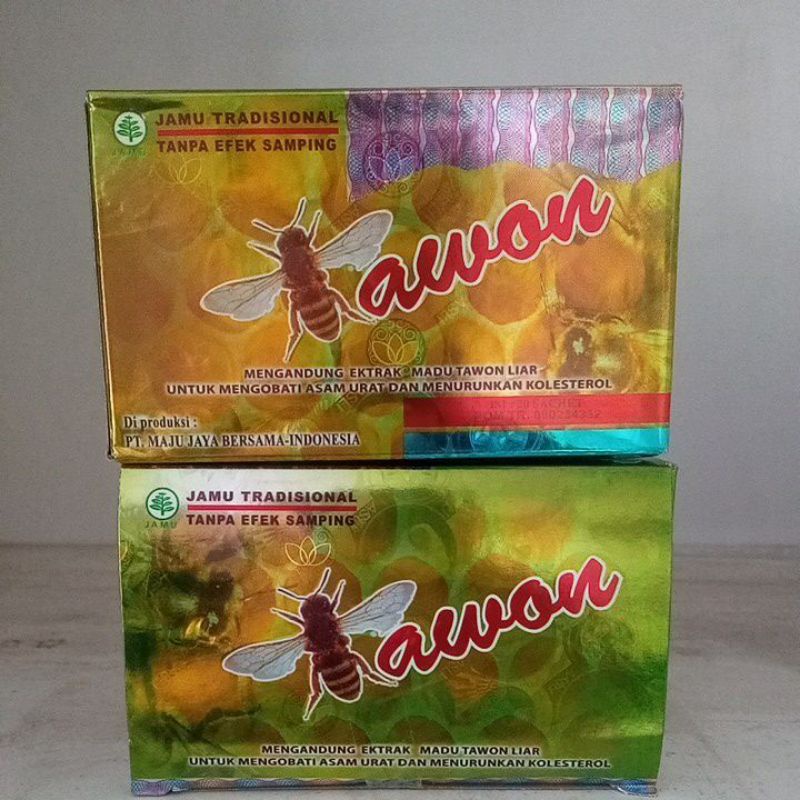 JAMU TRADISIONAL
JAMU
TANPA EFEK SAMPING
Tawon
MENGANDUNG EKTRAK MADU TAWON LIAR
UNTUK MENGOBATI ASAM URAT DAN MENURUNKAN KOLESTEROL
Di produksi :
PT. MAJU JAYA BERSAMA-INDONESIA
JAMU TRADISIONAL
JAMU
TANPA EFEK SAMPING
Tawon
MENGANDUNG EKTRAK MADU TAWON LIAR
UNTUK MENGOBATI ASAM URAT DAN MENURUNKAN KOLESTEROL